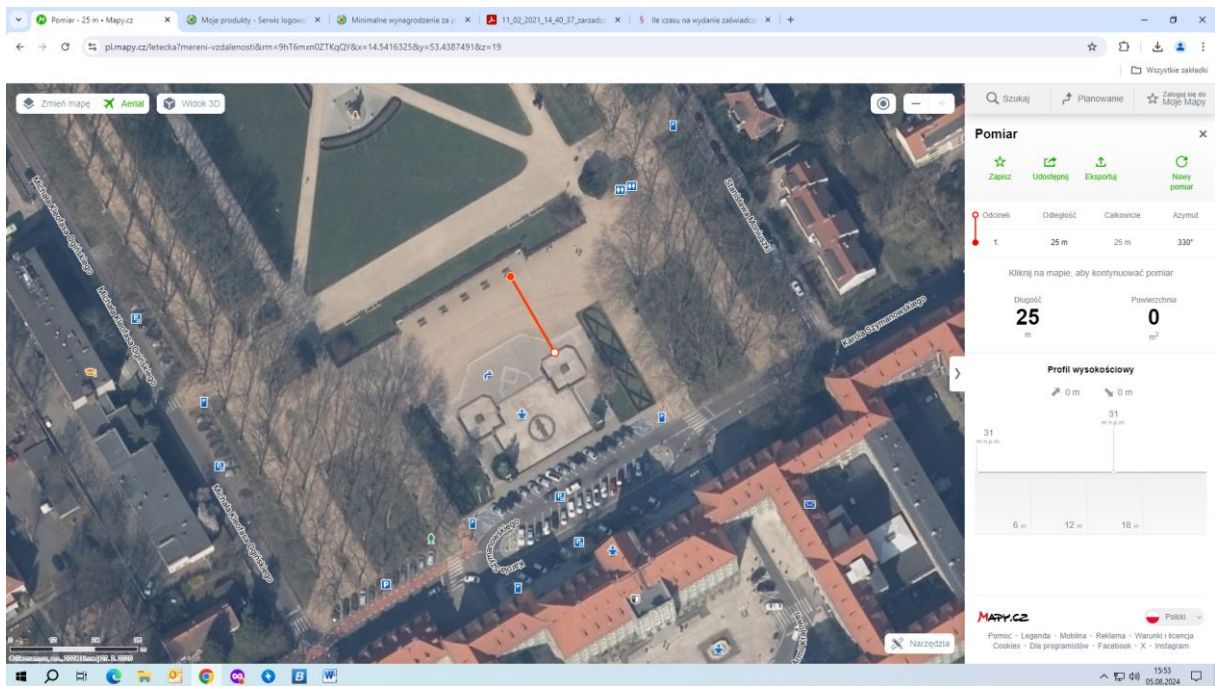 Pomiar - 25 m • Mapy.cz
Moje produkty - Serwis logowa
Minimalne wynagrodzenie za p
11_02_2021_14_40_37_zarzadze
Ile czasu na wydanie zaświadcz
pl.mapy.cz/letecka?mereni-vzdalenosti&rm=9hT6mxn0ZTKqQY&x=14.5416325&y=53.4387491&z=19
Wszystkie zakładki
Zmień mapę
Aerial
Widok 3D
Szukaj
Planowanie
Zaloguj się do
Moje Mapy
Pomiar
Zapisz
Udostępnij
Eksportuj
Nowy
pomiar
Odcinek Odległość Całkowicie Azymut
1. 25 m 25 m 330°
Kliknij na mapie, aby kontynuować pomiar
Długość Powierzchnia
25 0
m m²
Profil wysokościowy
0 m 0 m
31
m n.p.m.
31
m n.p.m.
6 m 12 m 18 m
Michała Kleofasa Ogińskiego
Michała Kleofasa Ogińskiego
Michała Kleofasa Ogińskiego
Stanisława Moniuszki
Karola Szymanowskiego
Karola Szymanowskiego
P
Narzędzia
MAPY.CZ
Polski
Pomoc - Legenda - Mobilna - Reklama - Warunki i licencja
Cookies - Dla programistów - Facebook - X - Instagram
15:53
05.08.2024